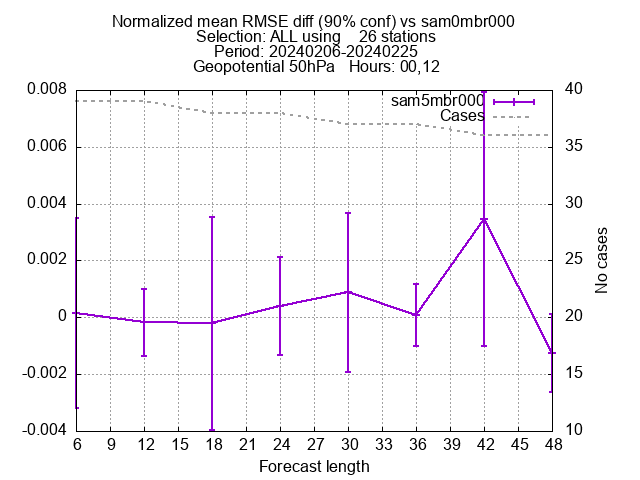 Normalized mean RMSE diff (90% conf) vs sam0mbr000
Selection: ALL using    26 stations
Period: 20240206-20240225
Geopotential 50hPa   Hours: 00,12
sam5mbr000
Cases
0.008
0.006
0.004
0.002
0
-0.002
-0.004
40
35
30
25
20
15
10
No cases
6 9 12 15 18 21 24 27 30 33 36 39 42 45 48
Forecast length